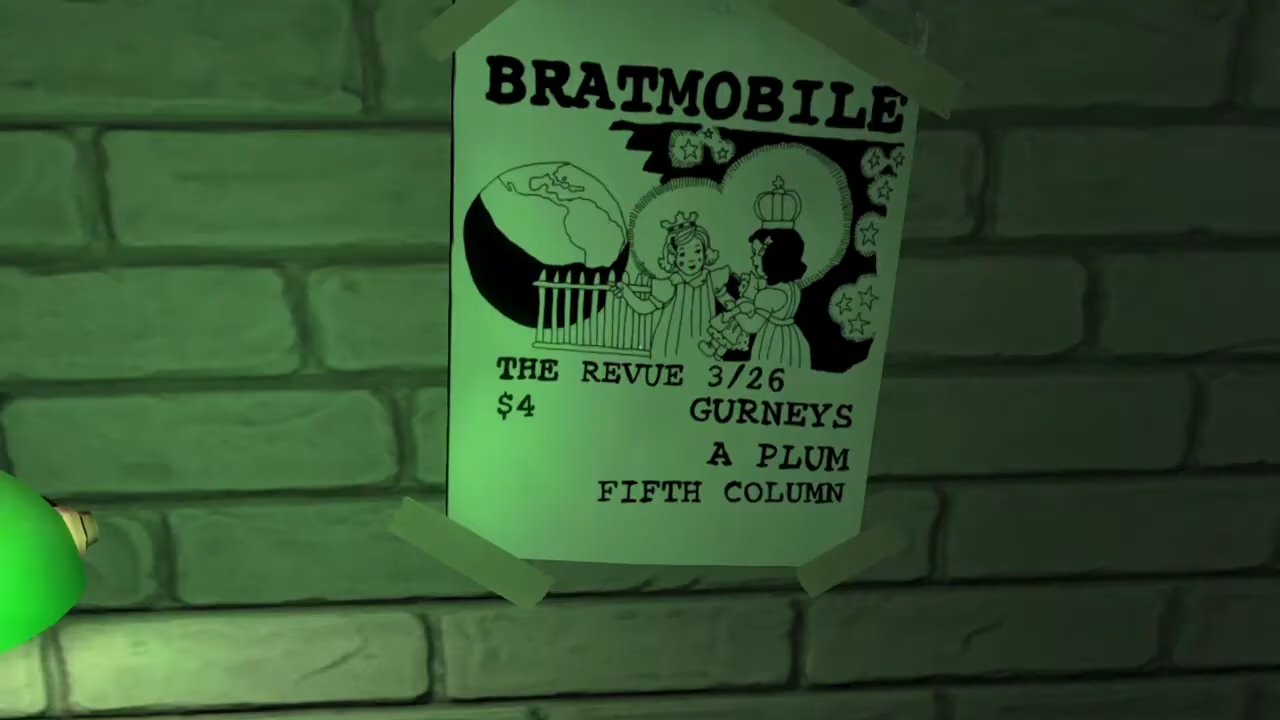 BRATMOBILE
THE REVUE 3/26
$4 GURNEYS
A PLUM
FIFTH COLUMN